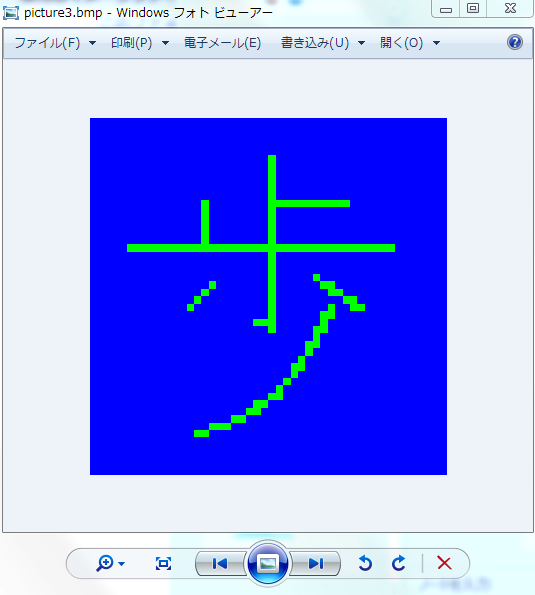 picture3.bmp - Windows フォト ビューアー
ファイル(F) 印刷(P) 電子メール(E) 書き込み(U) 開く(O)
歩